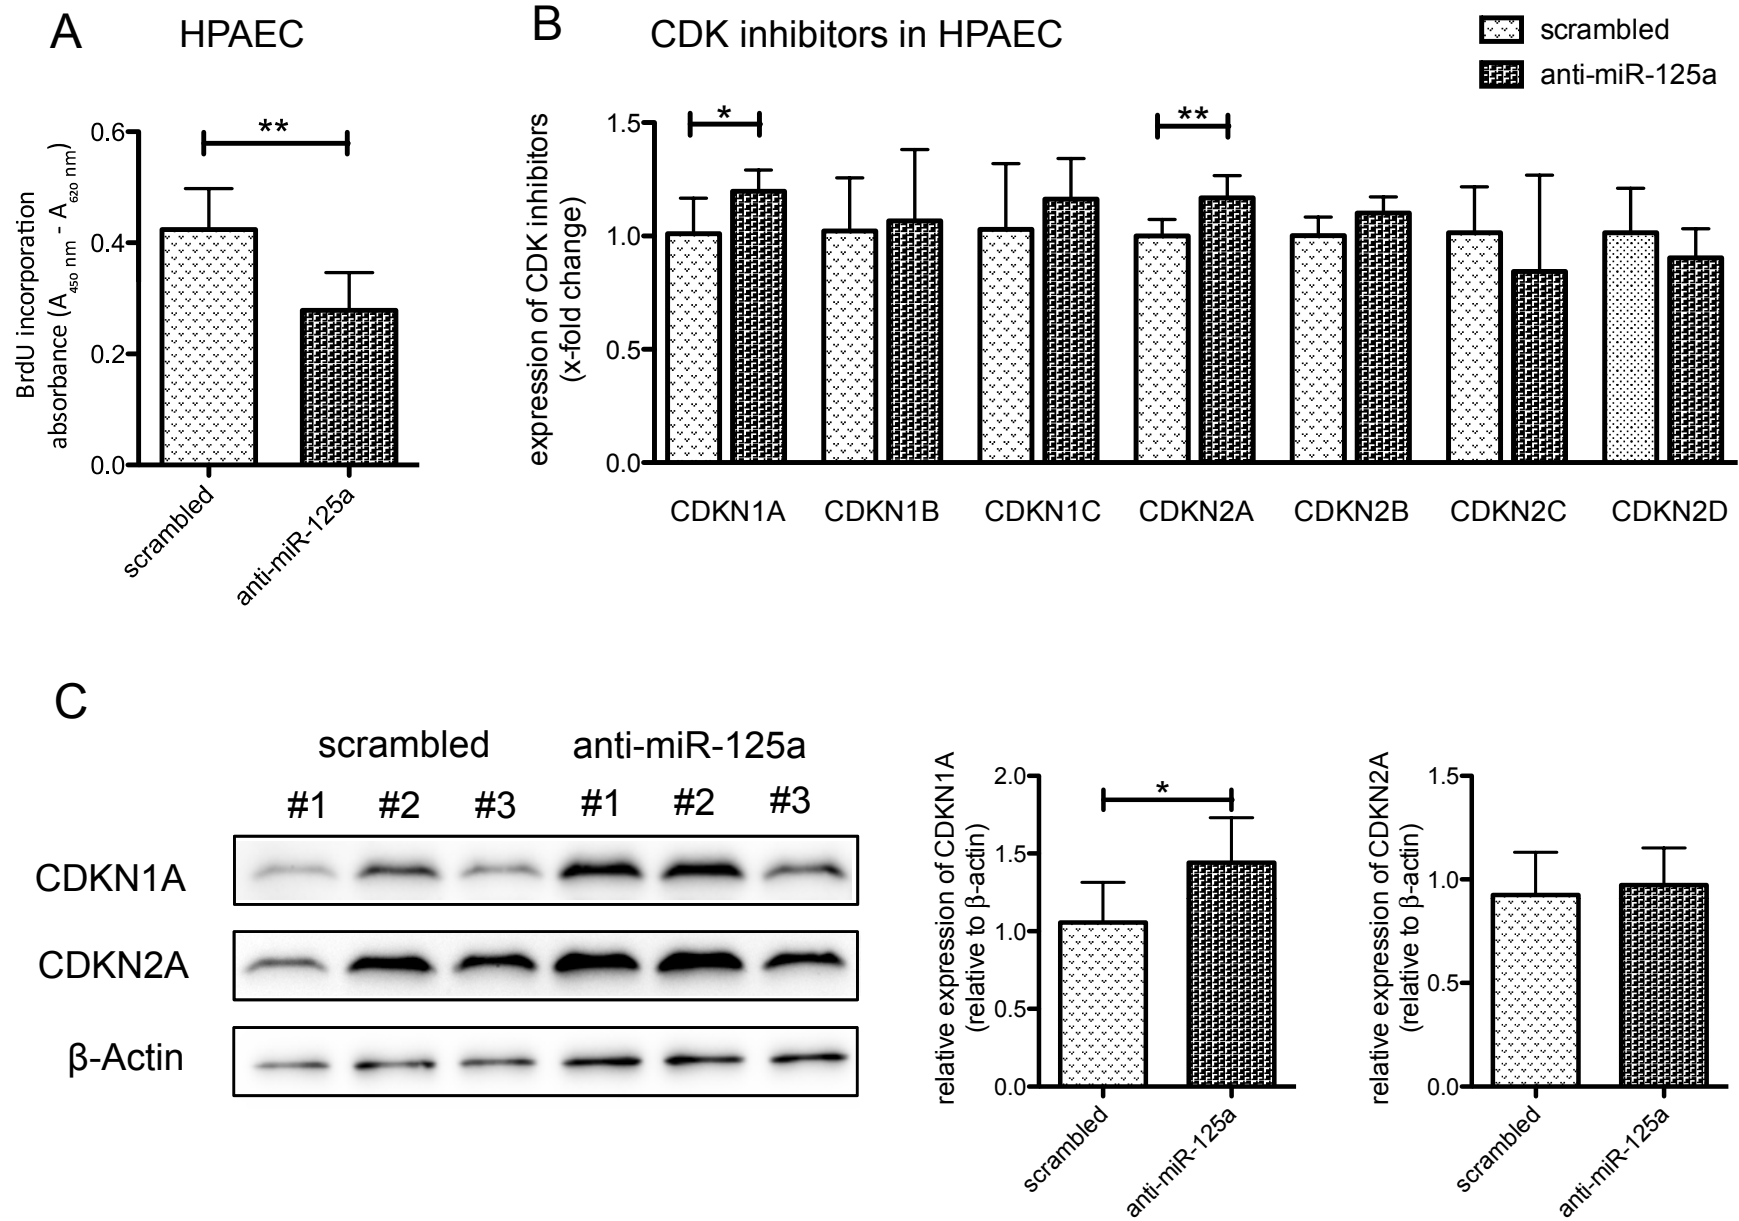 A
HPAEC
B
CDK inhibitors in HPAEC
scrambled
anti-miR-125a
BrdU incorporation
absorbance (A450 nm - A620 nm)
0.6
0.4
0.2
0.0
**
scrambled
anti-miR-125a
expression of CDK inhibitors
(x-fold change)
1.5
1.0
0.5
0.0
*
**
CDKN1A
CDKN1B
CDKN1C
CDKN2A
CDKN2B
CDKN2C
CDKN2D
C
scrambled
anti-miR-125a
#1 #2 #3 #1 #2 #3
CDKN1A
CDKN2A
β-Actin
relative expression of CDKN1A
(relative to β-actin)
2.0
1.5
1.0
0.5
0.0
*
scrambled
anti-miR-125a
relative expression of CDKN2A
(relative to β-actin)
1.5
1.0
0.5
0.0
scrambled
anti-miR-125a